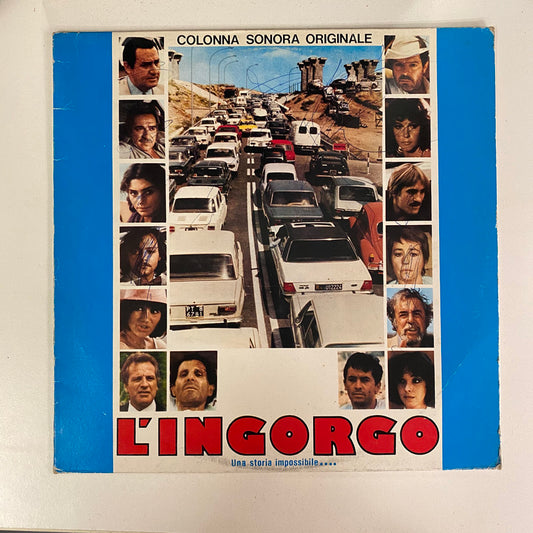 COLONNA SONORA ORIGINALE
L'INGORGO
Una storia impossibile....